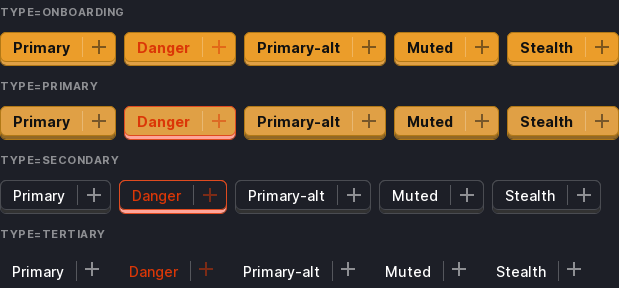 TYPE=ONBOARDING
Primary Danger Primary-alt Muted Stealth
TYPE=PRIMARY
Primary Danger Primary-alt Muted Stealth
TYPE=SECONDARY
Primary Danger Primary-alt Muted Stealth
TYPE=TERTIARY
Primary Danger Primary-alt Muted Stealth